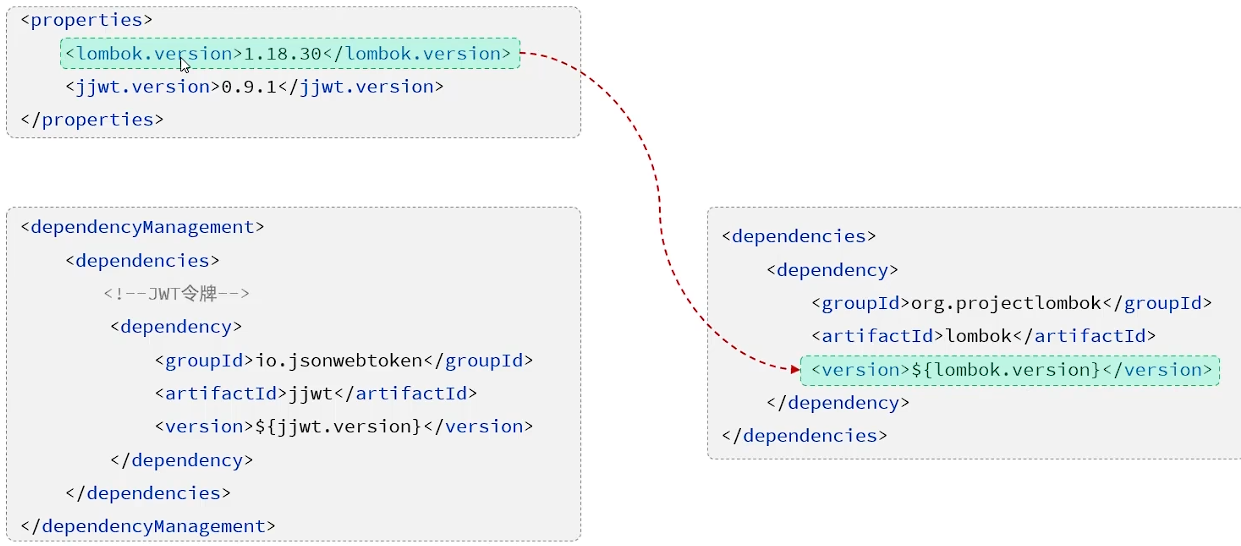 <properties>
<lombok.version>1.18.30</lombok.version>
<jjwt.version>0.9.1</jjwt.version>
</properties>
<dependencyManagement>
<dependencies>
<!--JWT令牌-->
<dependency>
<groupId>io.jsonwebtoken</groupId>
<artifactId>jjwt</artifactId>
<version>${jjwt.version}</version>
</dependency>
</dependencies>
</dependencyManagement>
<dependencies>
<dependency>
<groupId>org.projectlombok</groupId>
<artifactId>lombok</artifactId>
<version>${lombok.version}</version>
</dependency>
</dependencies>